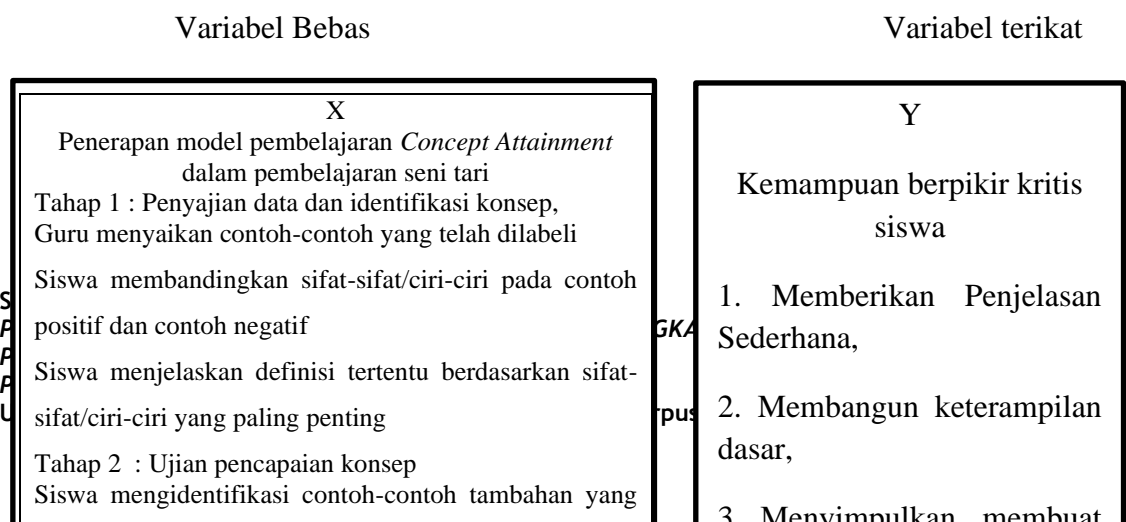 Variabel Bebas
Variabel terikat
X
Penerapan model pembelajaran Concept Attainment
dalam pembelajaran seni tari
Tahap 1 : Penyajian data dan identifikasi konsep,
Guru menyaikan contoh-contoh yang telah dilabeli
Siswa membandingkan sifat-sifat/ciri-ciri pada contoh
positif dan contoh negatif
Siswa menjelaskan definisi tertentu berdasarkan sifat-
sifat/ciri-ciri yang paling penting
Tahap 2 : Ujian pencapaian konsep
Siswa mengidentifikasi contoh-contoh tambahan yang
Y
Kemampuan berpikir kritis
siswa
1. Memberikan Penjelasan
Sederhana,
2. Membangun keterampilan
dasar,
3. Menyimpulkan membuat